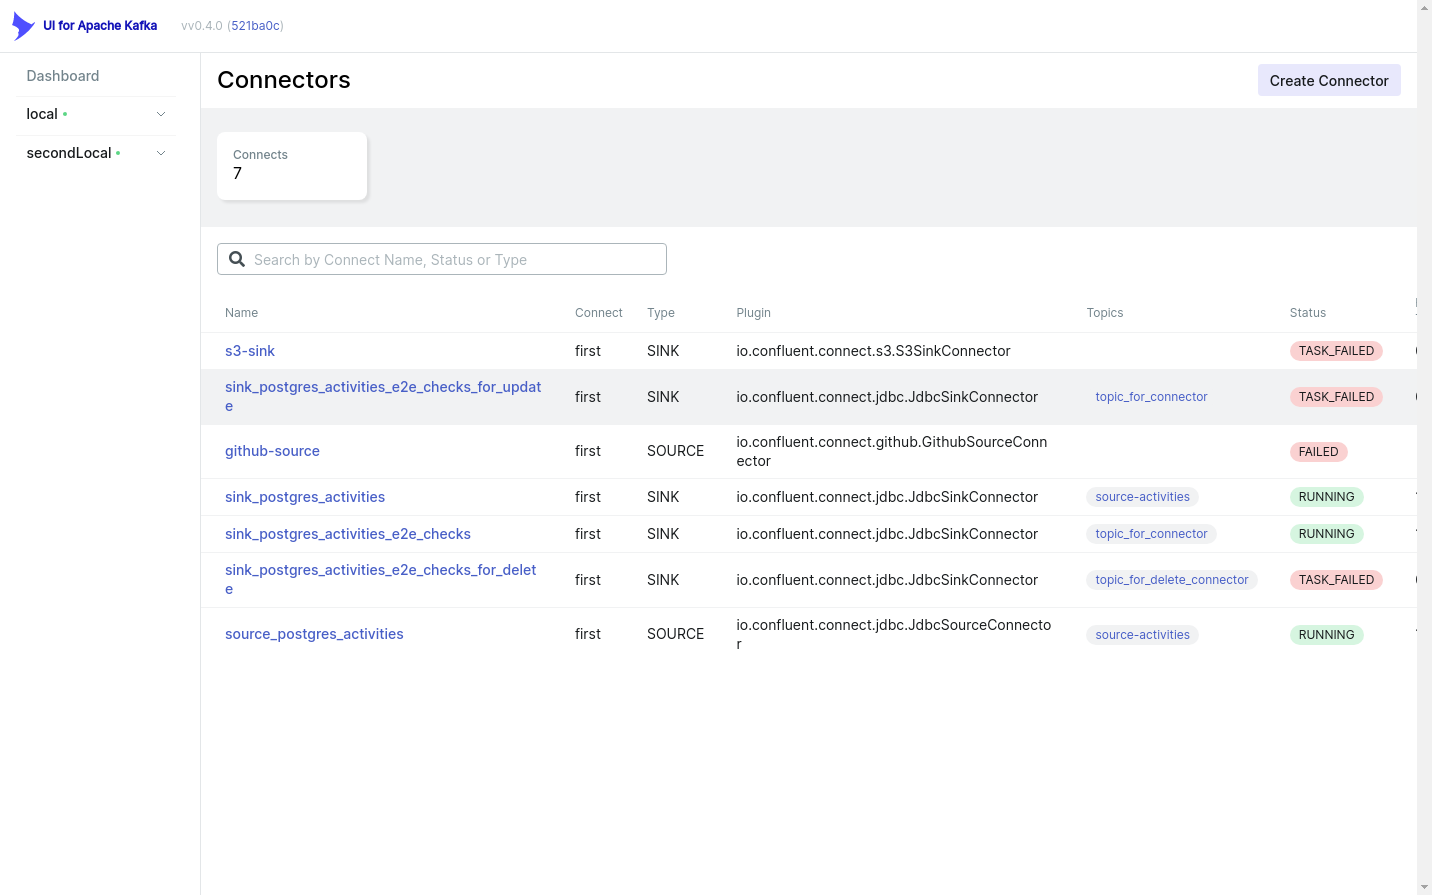 UI for Apache Kafka vv0.4.0 (521ba0c)
Dashboard
local
secondLocal
Connectors
Create Connector
Connects
7
Search by Connect Name, Status or Type
Name Connect Type Plugin Topics Status
s3-sink first SINK io.confluent.connect.s3.S3SinkConnector TASK_FAILED
sink_postgres_activities_e2e_checks_for_updat
e
first SINK io.confluent.connect.jdbc.JdbcSinkConnector topic_for_connector TASK_FAILED
github-source first SOURCE
io.confluent.connect.github.GithubSourceConn
ector
FAILED
sink_postgres_activities first SINK io.confluent.connect.jdbc.JdbcSinkConnector source-activities RUNNING
sink_postgres_activities_e2e_checks first SINK io.confluent.connect.jdbc.JdbcSinkConnector topic_for_connector RUNNING
sink_postgres_activities_e2e_checks_for_delet
e
first SINK io.confluent.connect.jdbc.JdbcSinkConnector topic_for_delete_connector TASK_FAILED
source_postgres_activities first SOURCE
io.confluent.connect.jdbc.JdbcSourceConnecto
r
source-activities RUNNING